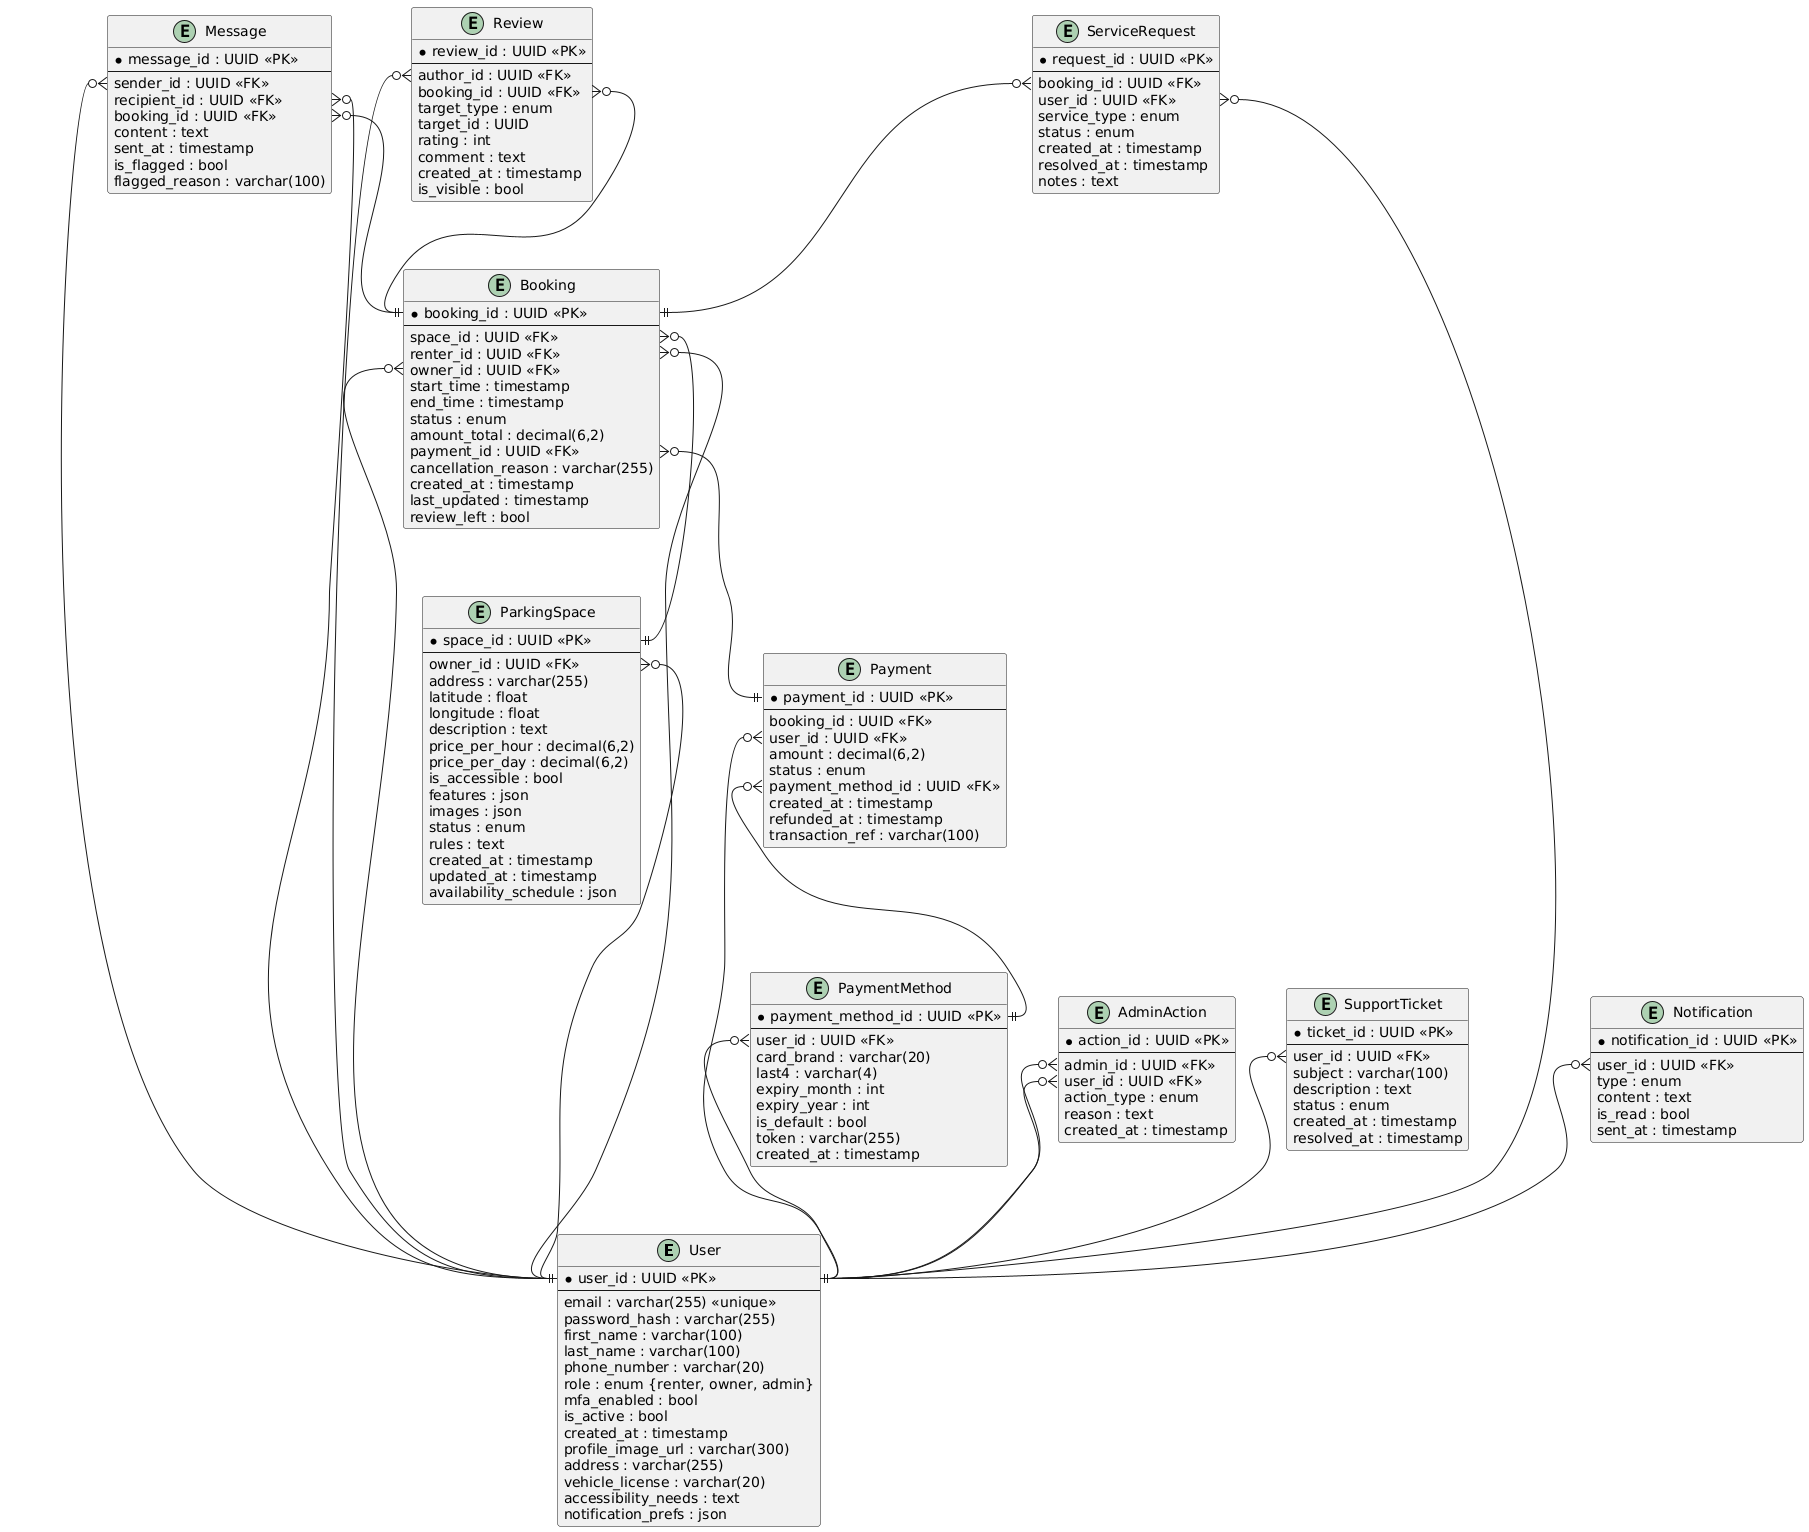 E Message
* message_id : UUID «PK»
sender_id : UUID «FK»
recipient_id : UUID «FK»
booking_id : UUID «FK»
content : text
sent_at : timestamp
is_flagged : bool
flagged_reason : varchar(100)
E Review
* review_id : UUID «PK»
author_id : UUID «FK»
booking_id : UUID «FK»
target_type : enum
target_id : UUID
rating : int
comment : text
created_at : timestamp
is_visible : bool
E ServiceRequest
* request_id : UUID «PK»
booking_id : UUID «FK»
user_id : UUID «FK»
service_type : enum
status : enum
created_at : timestamp
resolved_at : timestamp
notes : text
E Booking
* booking_id : UUID «PK»
space_id : UUID «FK»
renter_id : UUID «FK»
owner_id : UUID «FK»
start_time : timestamp
end_time : timestamp
status : enum
amount_total : decimal(6,2)
payment_id : UUID «FK»
cancellation_reason : varchar(255)
created_at : timestamp
last_updated : timestamp
review_left : bool
E ParkingSpace
* space_id : UUID «PK»
owner_id : UUID «FK»
address : varchar(255)
latitude : float
longitude : float
description : text
price_per_hour : decimal(6,2)
price_per_day : decimal(6,2)
is_accessible : bool
features : json
images : json
status : enum
rules : text
created_at : timestamp
updated_at : timestamp
availability_schedule : json
E Payment
* payment_id : UUID «PK»
booking_id : UUID «FK»
user_id : UUID «FK»
amount : decimal(6,2)
status : enum
payment_method_id : UUID «FK»
created_at : timestamp
refunded_at : timestamp
transaction_ref : varchar(100)
E PaymentMethod
* payment_method_id : UUID «PK»
user_id : UUID «FK»
card_brand : varchar(20)
last4 : varchar(4)
expiry_month : int
expiry_year : int
is_default : bool
token : varchar(255)
created_at : timestamp
E AdminAction
* action_id : UUID «PK»
admin_id : UUID «FK»
user_id : UUID «FK»
action_type : enum
reason : text
created_at : timestamp
E SupportTicket
* ticket_id : UUID «PK»
user_id : UUID «FK»
subject : varchar(100)
description : text
status : enum
created_at : timestamp
resolved_at : timestamp
E Notification
* notification_id : UUID «PK»
user_id : UUID «FK»
type : enum
content : text
is_read : bool
sent_at : timestamp
E User
* user_id : UUID «PK»
email : varchar(255) «unique»
password_hash : varchar(255)
first_name : varchar(100)
last_name : varchar(100)
phone_number : varchar(20)
role : enum {renter, owner, admin}
mfa_enabled : bool
is_active : bool
created_at : timestamp
profile_image_url : varchar(300)
address : varchar(255)
vehicle_license : varchar(20)
accessibility_needs : text
notification_prefs : json